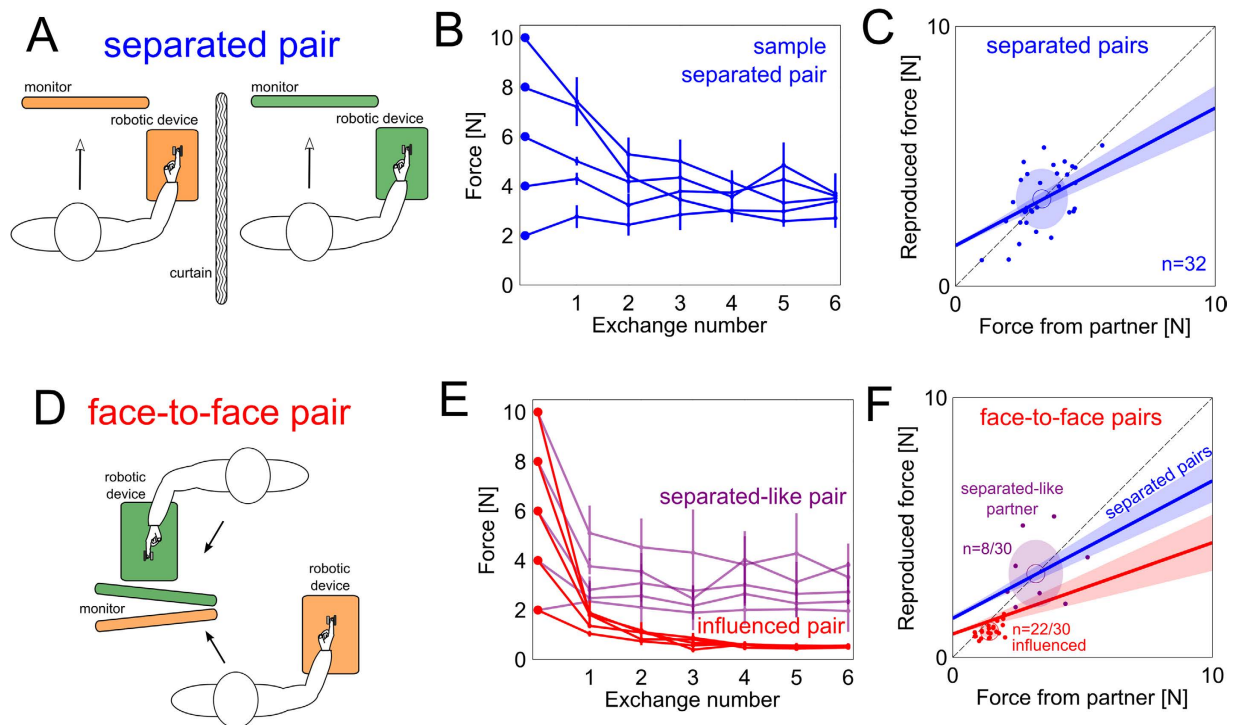 A
separated pair
monitor
robotic device
monitor
robotic device
curtain
B
sample
separated pair
Force [N]
10
8
6
4
2
0
1 2 3 4 5 6
Exchange number
C
10
separated pairs
Reproduced force [N]
n=32
0
0 10
Force from partner [N]
D
face-to-face pair
robotic
device
monitor
robotic
device
E
Force [N]
10
8
6
4
2
0
separated-like pair
influenced pair
1 2 3 4 5 6
Exchange number
F
10
face-to-face pairs
Reproduced force [N]
separated-like
partner
n=8/30
separated pairs
n=22/30
influenced
0
0 10
Force from partner [N]